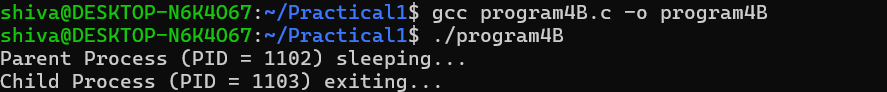 shiva@DESKTOP-N6K4O67:~/Practical1$ gcc program4B.c -o program4B
shiva@DESKTOP-N6K4O67:~/Practical1$ ./program4B
Parent Process (PID = 1102) sleeping...
Child Process (PID = 1103) exiting...